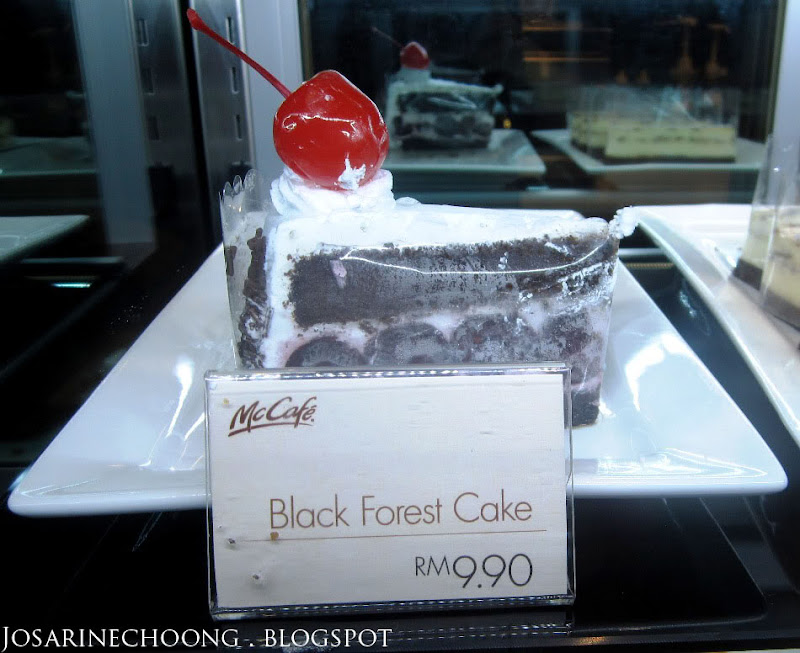 McCafé
Black Forest Cake
RM9.90
Josarinechoong . blogspot